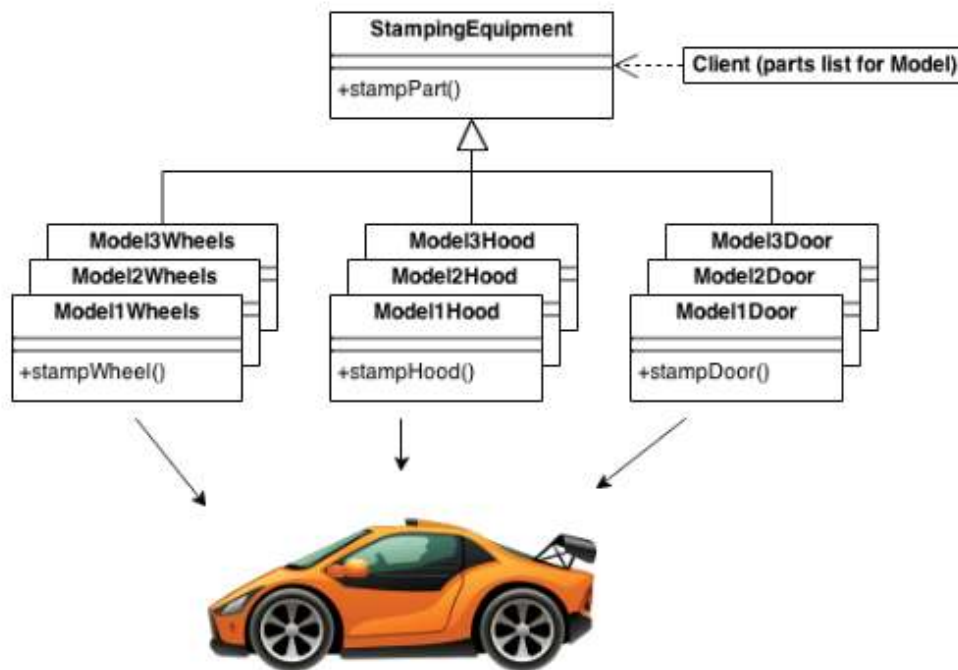 StampingEquipment
Client (parts list for Model)
+stampPart()
Model3Wheels
Model2Wheels
Model1Wheels
+stampWheel()
Model3Hood
Model2Hood
Model1Hood
+stampHood()
Model3Door
Model2Door
Model1Door
+stampDoor()